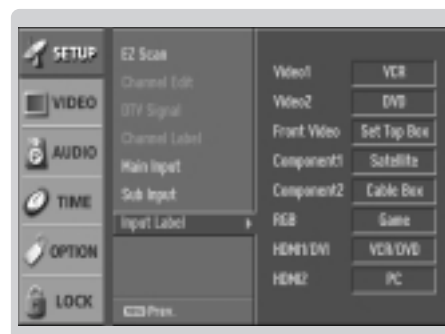 SETUP
VIDEO
AUDIO
TIME
OPTION
LOCK
EZ Scan
Channel Edit
DTV Signal
Channel Label
Main Input
Sub Input
Input Label
Prev.
Video1 VCR
Video2 DVD
Front Video Set Top Box
Component1 Satellite
Component2 Cable Box
RGB Game
HDMI1/DVI VCR/DVD
HDMI2 PC